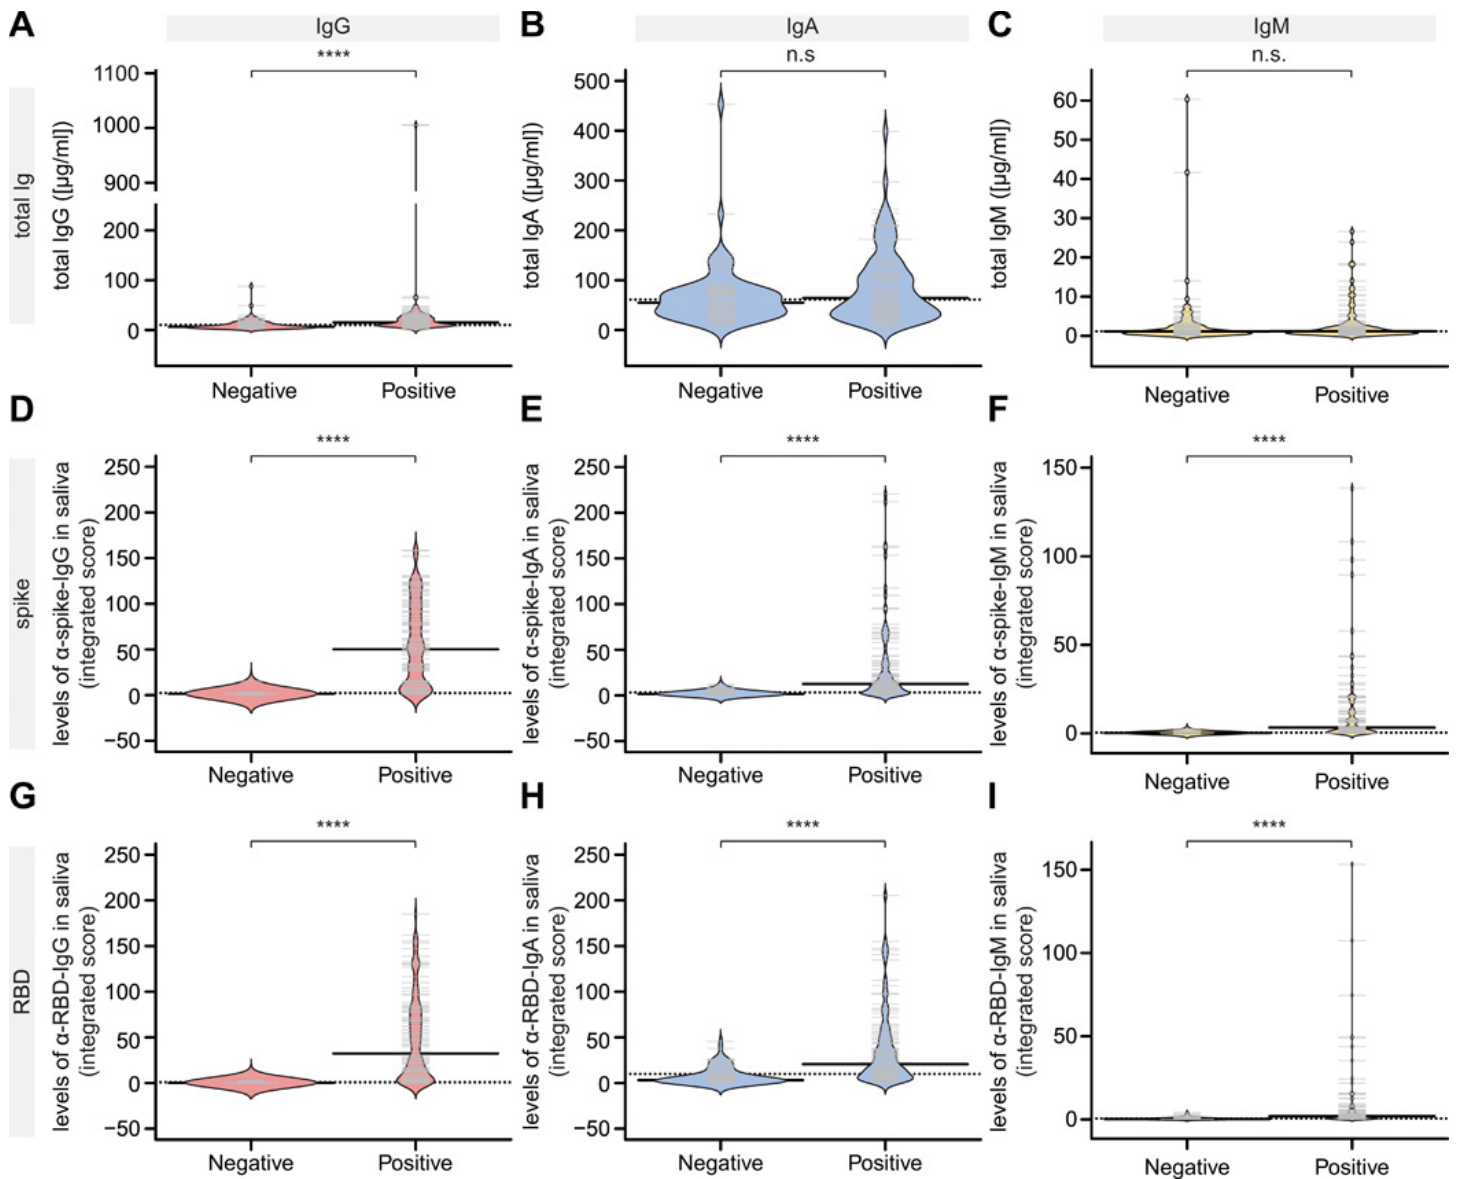 A
IgG
B
IgA
C
IgM
total Ig
total IgG ([µg/ml])
****
1100
1000
900
200
100
0
Negative
Positive
total IgA ([µg/ml])
n.s
500
400
300
200
100
0
Negative
Positive
total IgM ([µg/ml])
n.s.
60
50
40
30
20
10
0
Negative
Positive
D
E
F
spike
levels of α-spike-IgG in saliva
(integrated score)
****
250
200
150
100
50
0
−50
Negative
Positive
levels of α-spike-IgA in saliva
(integrated score)
****
250
200
150
100
50
0
−50
Negative
Positive
levels of α-spike-IgM in saliva
(integrated score)
****
150
100
50
0
Negative
Positive
G
H
I
RBD
levels of α-RBD-IgG in saliva
(integrated score)
****
250
200
150
100
50
0
−50
Negative
Positive
levels of α-RBD-IgA in saliva
(integrated score)
****
250
200
150
100
50
0
−50
Negative
Positive
levels of α-RBD-IgM in saliva
(integrated score)
****
150
100
50
0
Negative
Positive